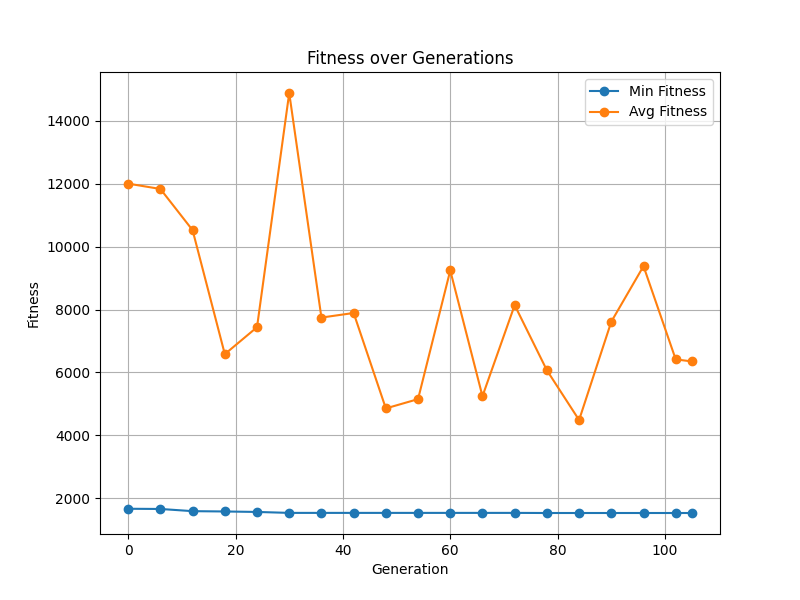 Fitness over Generations
Min Fitness
Avg Fitness
Fitness
14000
12000
10000
8000
6000
4000
2000
0 20 40 60 80 100
Generation